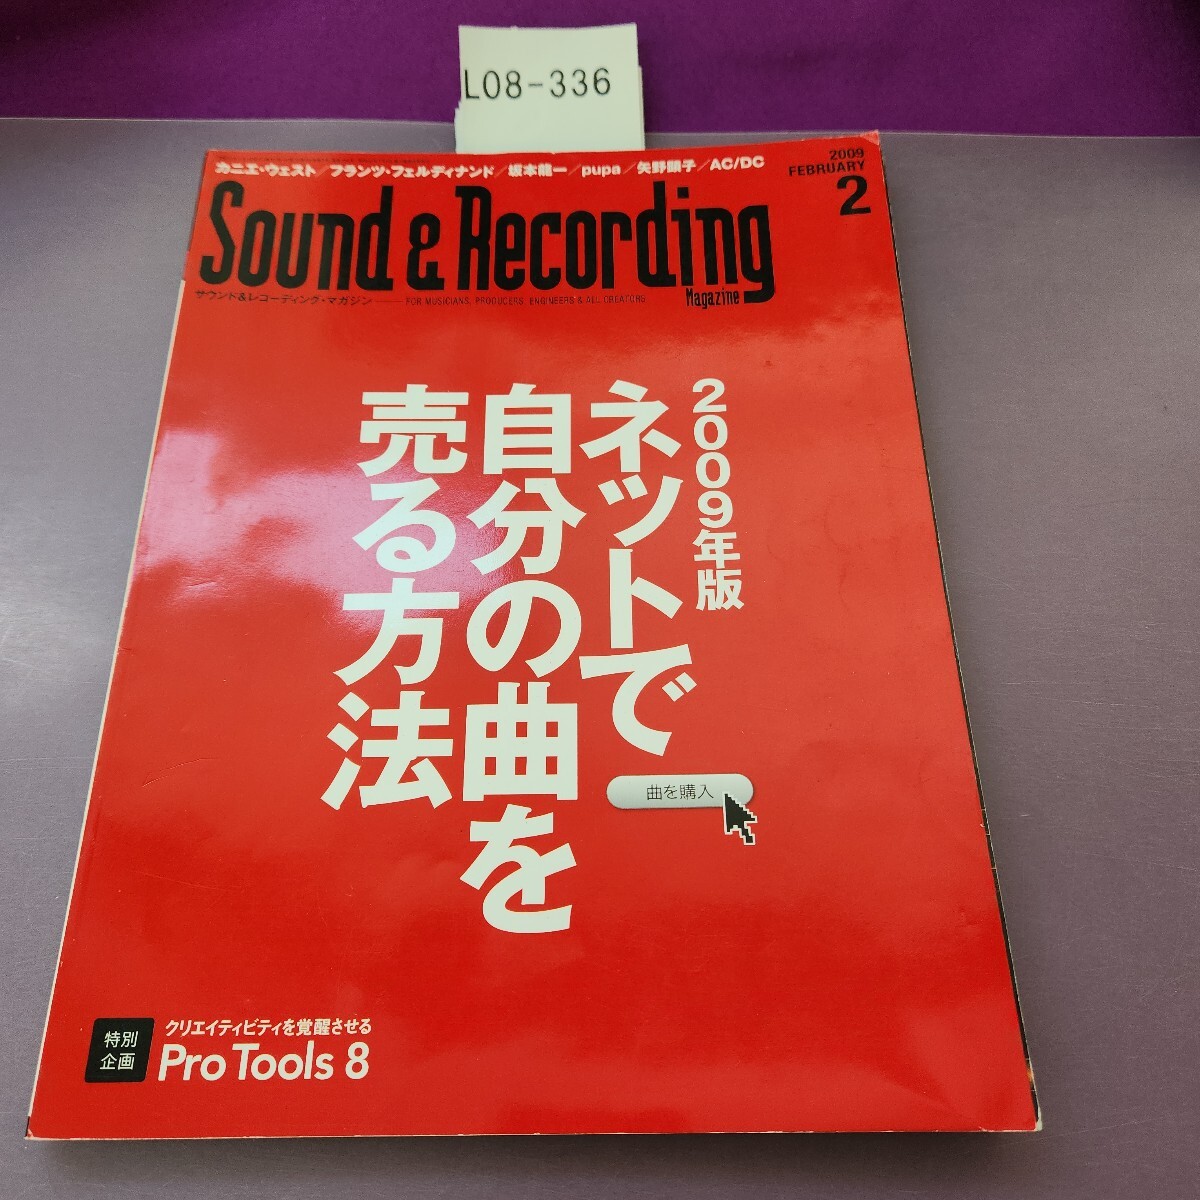 L08-336
カニエ・ウェスト／フランツ・フェルディナンド／坂本龍一／pupa／矢野顕子／AC/DC
2009
FEBRUARY
2
Sound & Recording
Magazine
サウンド＆レコーディング・マガジン
FOR MUSICIANS, PRODUCERS, ENGINEERS & ALL CREATORS
2009年版
ネットで
自分の曲を
売る方法
曲を購入
特別
企画
クリエイティビティを覚醒させる
Pro Tools 8